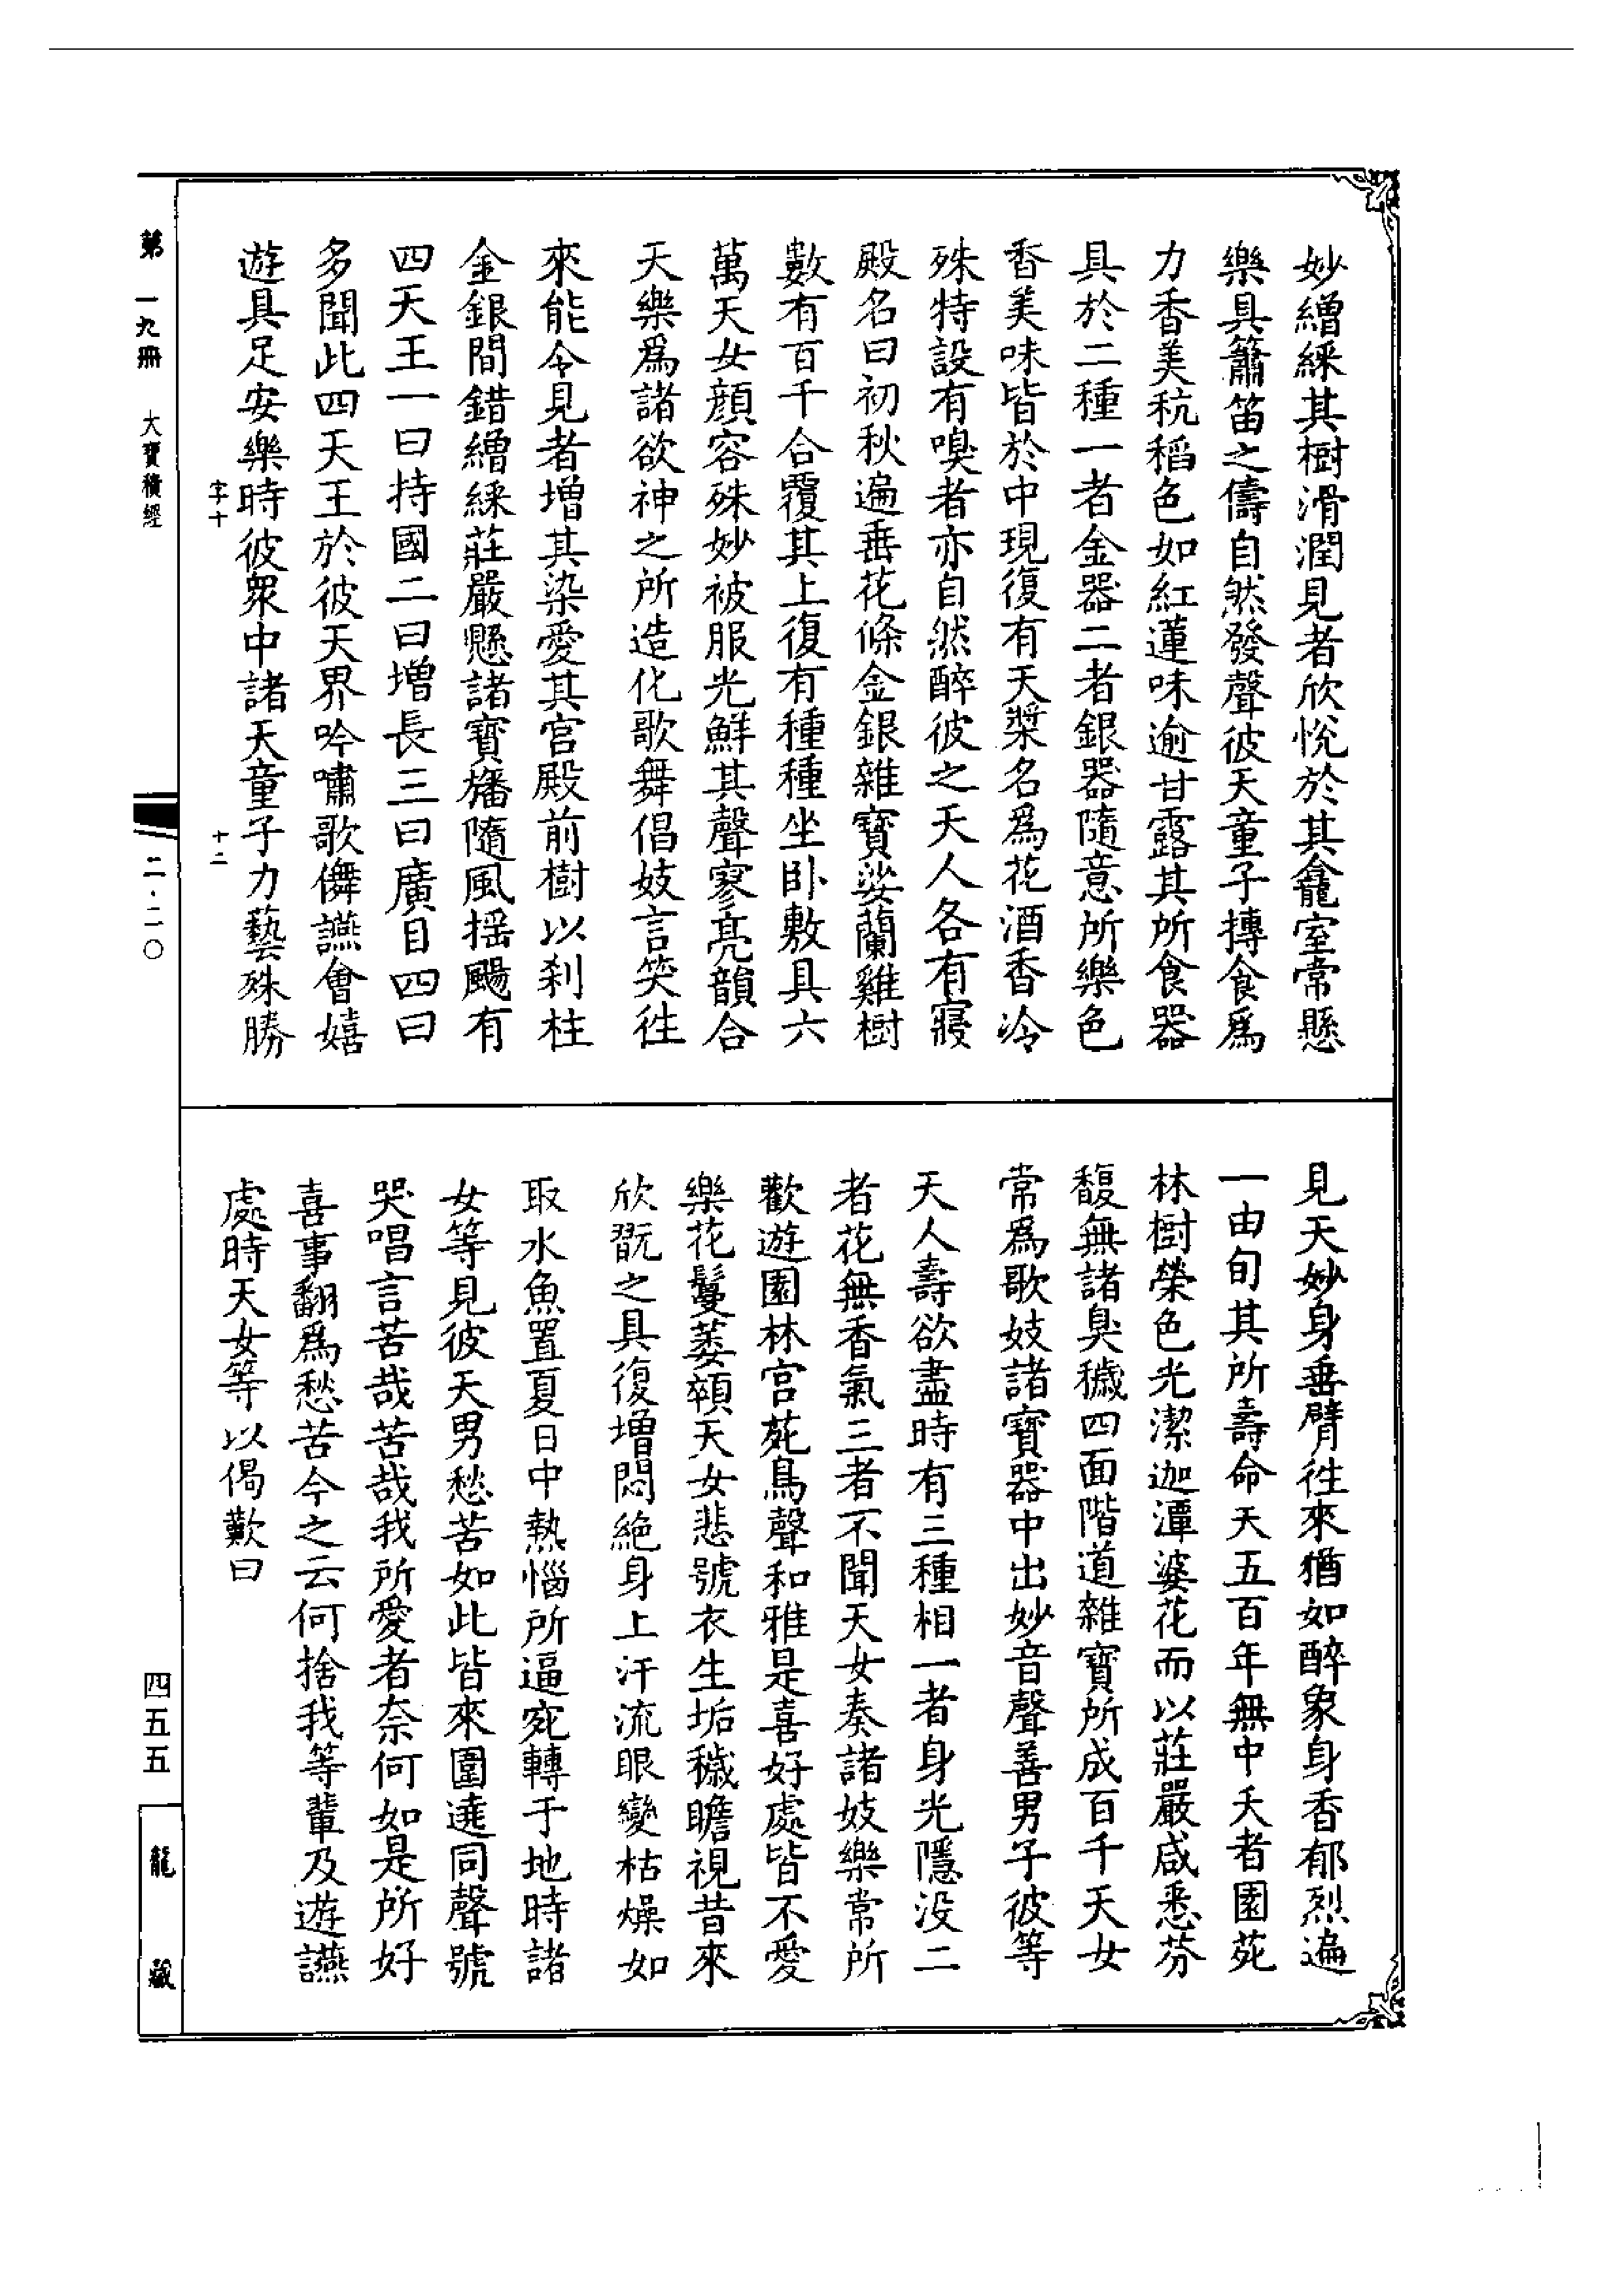 妙繒綵其樹滑潤見者欣悅於其龕室常懸
樂具簫笛之儔自然發聲彼天童子摶食爲
力香美秔稻色如紅蓮味逾甘露其所食器
具於二種一者金器二者銀器隨意所樂色
香美味皆於中現復有天漿名爲花酒香冷
殊特設有嗅者亦自然醉彼之天人各有寢
殿名曰初秋遍垂花條金銀雜寶娑蘭雞樹
數有百千合覆其上復有種種坐卧敷具六
萬天女顏容殊妙被服光鮮其聲寥亮韻合
天樂爲諸欲神之所造化歌舞倡妓言笑往
來能令見者增其染愛其宮殿前樹以剎柱
金銀間錯繒綵莊嚴懸諸寶旛隨風搖颺有
四天王一曰持國二曰增長三曰廣目四曰
多聞此四天王於彼天界吟嘯歌儛讌會嬉
遊具足安樂時彼眾中諸天童子力藝殊勝
字十 十二
見天妙身垂臂往來猶如醉象身香郁烈遍
一由旬其所壽命天五百年無中夭者園苑
林樹榮色光潔迦潭婆花而以莊嚴咸悉芬
馥無諸臭穢四面階道雜寶所成百千天女
常爲歌妓諸寶器中出妙音聲善男子彼等
天人壽欲盡時有三種相一者身光隱没二
者花無香氣三者不聞天女奏諸妓樂常所
歡遊園林宮苑鳥聲和雅是喜好處皆不愛
樂花鬘萎顇天女悲號衣生垢穢瞻視昔來
欣翫之具復增悶絕身上汗流眼變枯燥如
取水魚置夏日中熱惱所逼宛轉于地時諸
女等見彼天男愁苦如此皆來圍遶同聲號
哭唱言苦哉苦哉我所愛者奈何如是所好
喜事翻爲愁苦今之云何捨我等輩及遊讌
處時天女等以偈歎曰
第一九冊 大寶積經 二·二〇 四五五 龍藏